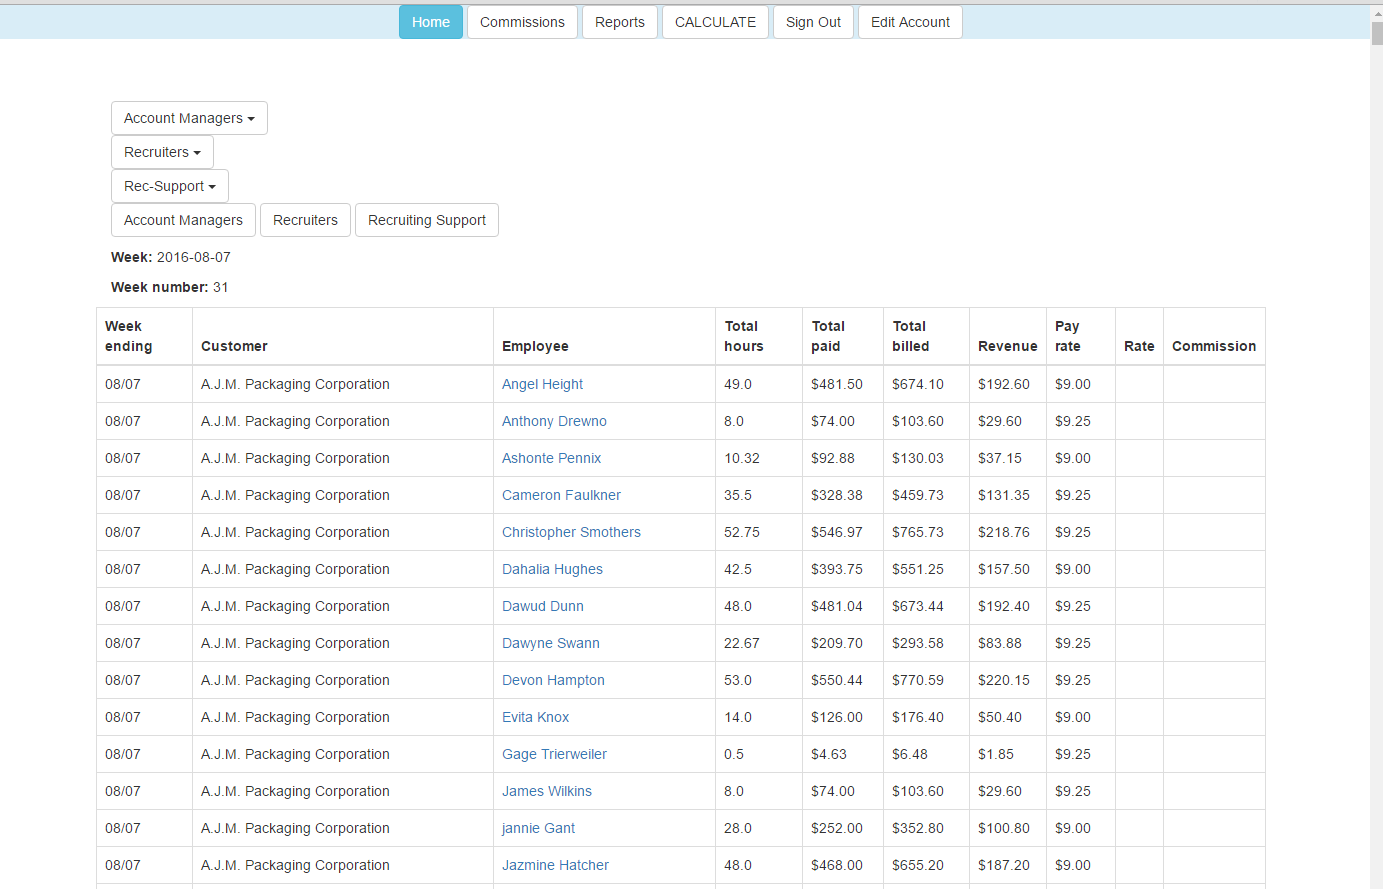 Home Commissions Reports CALCULATE Sign Out Edit Account
Account Managers
Recruiters
Rec-Support
Account Managers Recruiters Recruiting Support
Week: 2016-08-07
Week number: 31
Week ending Customer Employee Total hours Total paid Total billed Revenue Pay rate Rate Commission
08/07 A.J.M. Packaging Corporation Angel Height 49.0 $481.50 $674.10 $192.60 $9.00
08/07 A.J.M. Packaging Corporation Anthony Drewno 8.0 $74.00 $103.60 $29.60 $9.25
08/07 A.J.M. Packaging Corporation Ashonte Pennix 10.32 $92.88 $130.03 $37.15 $9.00
08/07 A.J.M. Packaging Corporation Cameron Faulkner 35.5 $328.38 $459.73 $131.35 $9.25
08/07 A.J.M. Packaging Corporation Christopher Smothers 52.75 $546.97 $765.73 $218.76 $9.25
08/07 A.J.M. Packaging Corporation Dahalia Hughes 42.5 $393.75 $551.25 $157.50 $9.00
08/07 A.J.M. Packaging Corporation Dawud Dunn 48.0 $481.04 $673.44 $192.40 $9.25
08/07 A.J.M. Packaging Corporation Dawyne Swann 22.67 $209.70 $293.58 $83.88 $9.25
08/07 A.J.M. Packaging Corporation Devon Hampton 53.0 $550.44 $770.59 $220.15 $9.25
08/07 A.J.M. Packaging Corporation Evita Knox 14.0 $126.00 $176.40 $50.40 $9.00
08/07 A.J.M. Packaging Corporation Gage Trierweiler 0.5 $4.63 $6.48 $1.85 $9.25
08/07 A.J.M. Packaging Corporation James Wilkins 8.0 $74.00 $103.60 $29.60 $9.25
08/07 A.J.M. Packaging Corporation jannie Gant 28.0 $252.00 $352.80 $100.80 $9.00
08/07 A.J.M. Packaging Corporation Jazmine Hatcher 48.0 $468.00 $655.20 $187.20 $9.00